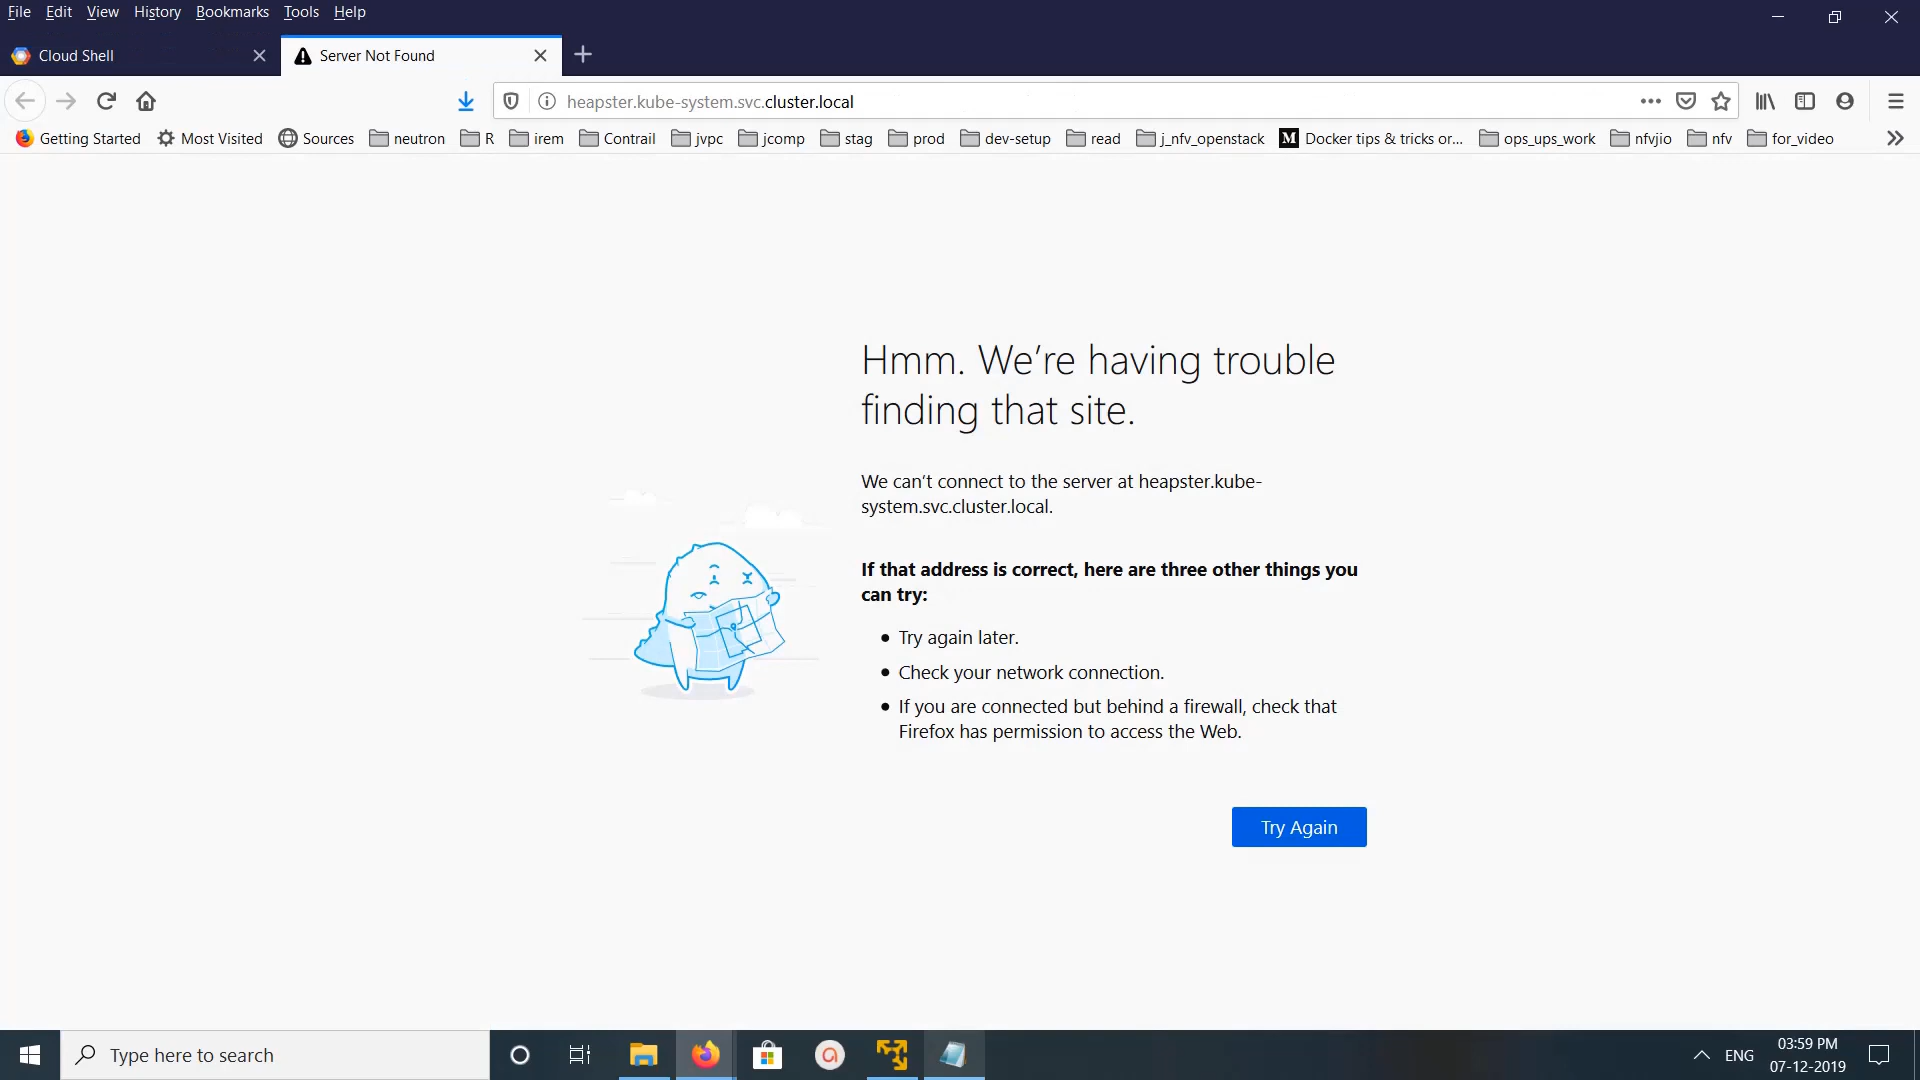 File Edit View History Bookmarks Tools Help
Cloud Shell
Server Not Found
heapster.kube-system.svc.cluster.local
Getting Started Most Visited Sources neutron R irem Contrail jvpc jcomp stag prod dev-setup read j_nfv_openstack M Docker tips & tricks or... ops_ups_work nfvjio nfv for_video
Hmm. We’re having trouble
finding that site.
We can’t connect to the server at heapster.kube-
system.svc.cluster.local.
If that address is correct, here are three other things you
can try:
Try again later.
Check your network connection.
If you are connected but behind a firewall, check that
Firefox has permission to access the Web.
Try Again
Type here to search
ENG
03:59 PM
07-12-2019